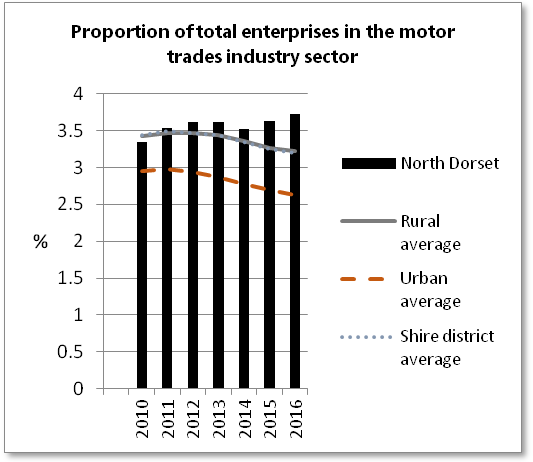 Proportion of total enterprises in the motor
trades industry sector
4
3.5
3
2.5
2
1.5
1
0.5
0
%
2010
2011
2012
2013
2014
2015
2016
North Dorset
Rural
average
Urban
average
Shire district
average